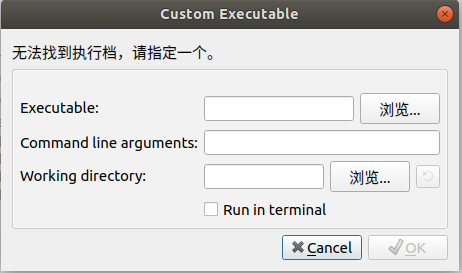 Custom Executable
无法找到执行档，请指定一个。
Executable:
浏览...
Command line arguments:
Working directory:
浏览...
Run in terminal
Cancel
OK